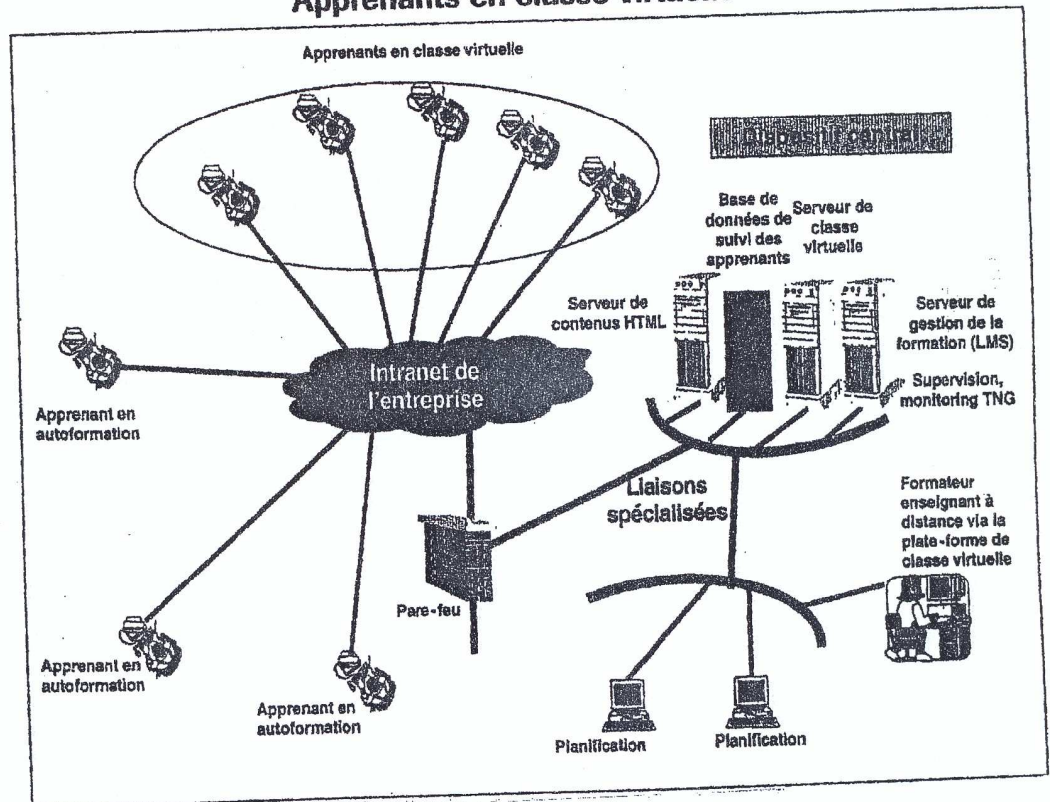 Apprenants en classe
Apprenants en classe virtuelle
Dispositif central
Base de
données de
suivi des
apprenants
Serveur de
classe
virtuelle
Serveur de
contenus HTML
Serveur de
gestion de la
formation (LMS)
Supervision,
monitoring TNG
Intranet de
l'entreprise
Apprenant en
autoformation
Liaisons
spécialisées
Formateur
enseignant à
distance via la
plate-forme de
classe virtuelle
Pare-feu
Apprenant en
autoformation
Apprenant en
autoformation
Planification
Planification